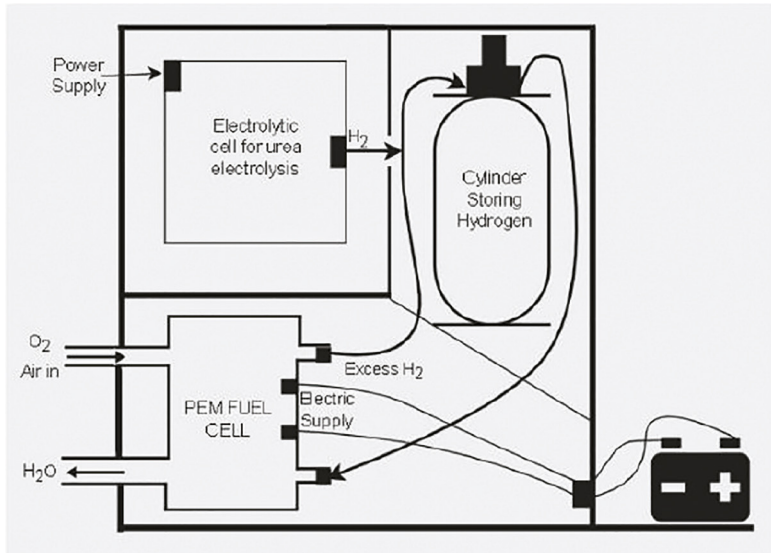 Power
Supply
Electrolytic
cell for urea
electrolysis
H2
Cylinder
Storing
Hydrogen
O2
Air in
Excess H2
Electric
Supply
PEM FUEL
CELL
H2O